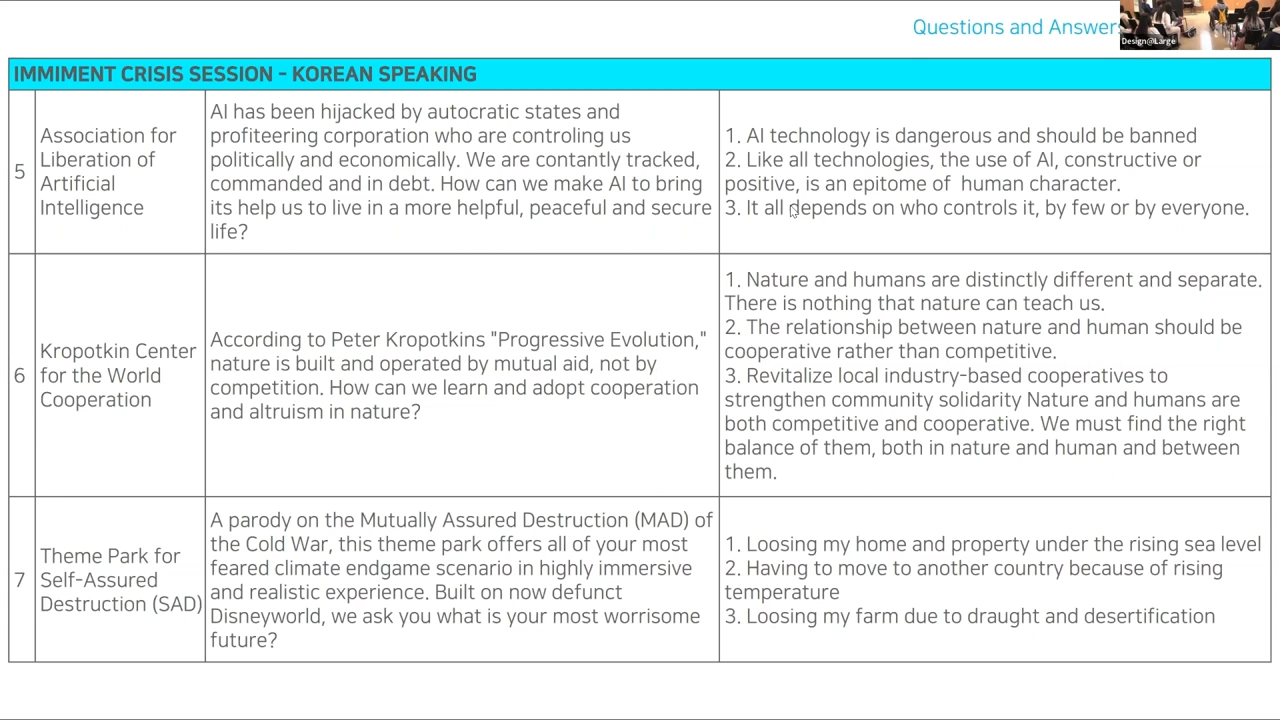 Questions and Answers
Design@Large
IMMIMENT CRISIS SESSION - KOREAN SPEAKING
5
Association for
Liberation of
Artificial
Intelligence
AI has been hijacked by autocratic states and
profiteering corporation who are controling us
politically and economically. We are contantly tracked,
commanded and in debt. How can we make AI to bring
its help us to live in a more helpful, peaceful and secure
life?
1. AI technology is dangerous and should be banned
2. Like all technologies, the use of AI, constructive or
positive, is an epitome of  human character.
3. It all depends on who controls it, by few or by everyone.
6
Kropotkin Center
for the World
Cooperation
According to Peter Kropotkins "Progressive Evolution,"
nature is built and operated by mutual aid, not by
competition. How can we learn and adopt cooperation
and altruism in nature?
1. Nature and humans are distinctly different and separate.
There is nothing that nature can teach us.
2. The relationship between nature and human should be
cooperative rather than competitive.
3. Revitalize local industry-based cooperatives to
strengthen community solidarity Nature and humans are
both competitive and cooperative. We must find the right
balance of them, both in nature and human and between
them.
7
Theme Park for
Self-Assured
Destruction (SAD)
A parody on the Mutually Assured Destruction (MAD) of
the Cold War, this theme park offers all of your most
feared climate endgame scenario in highly immersive
and realistic experience. Built on now defunct
Disneyworld, we ask you what is your most worrisome
future?
1. Loosing my home and property under the rising sea level
2. Having to move to another country because of rising
temperature
3. Loosing my farm due to draught and desertification